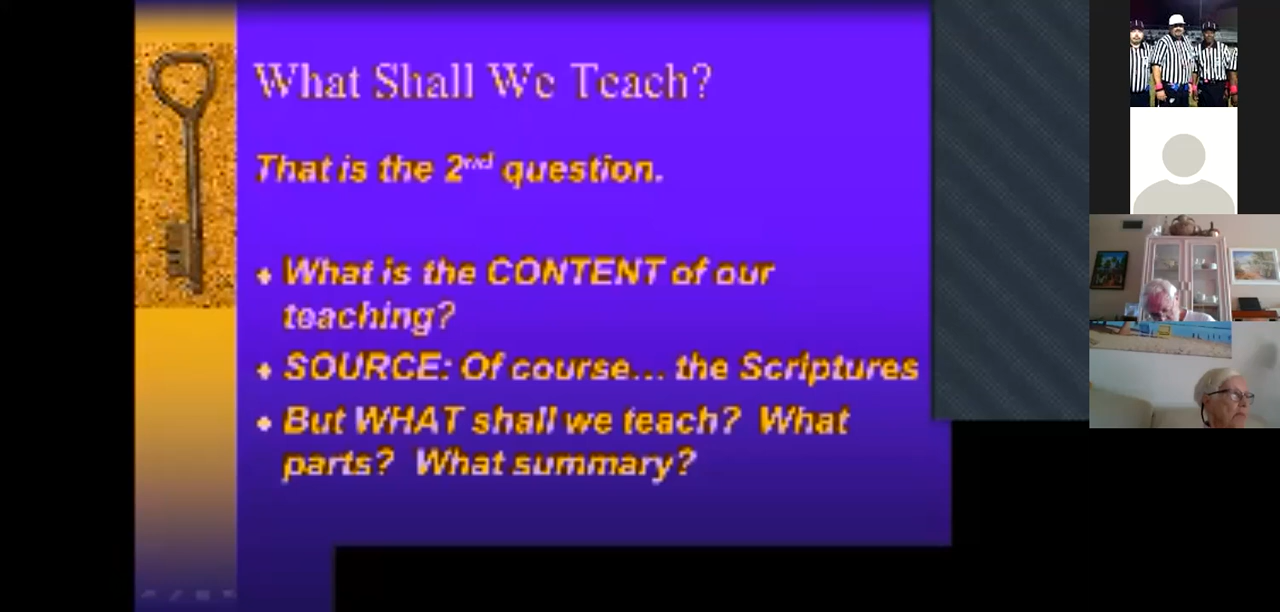 What Shall We Teach?
That is the 2nd question.
What is the CONTENT of our
teaching?
SOURCE: Of course... the Scriptures
But WHAT shall we teach? What
parts? What summary?